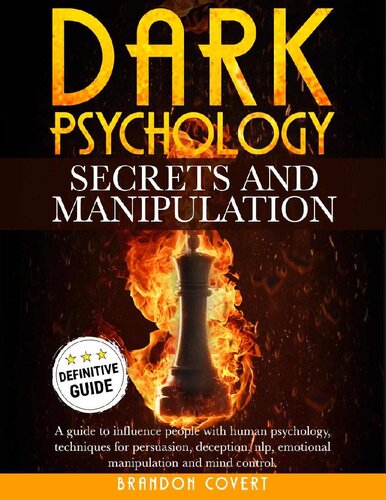 DARK
PSYCHOLOGY
SECRETS AND
MANIPULATION
DEFINITIVE
GUIDE
A guide to influence people with human psychology,
techniques for persuasion, deception, nlp, emotional
manipulation and mind control.
BRANDON COVERT